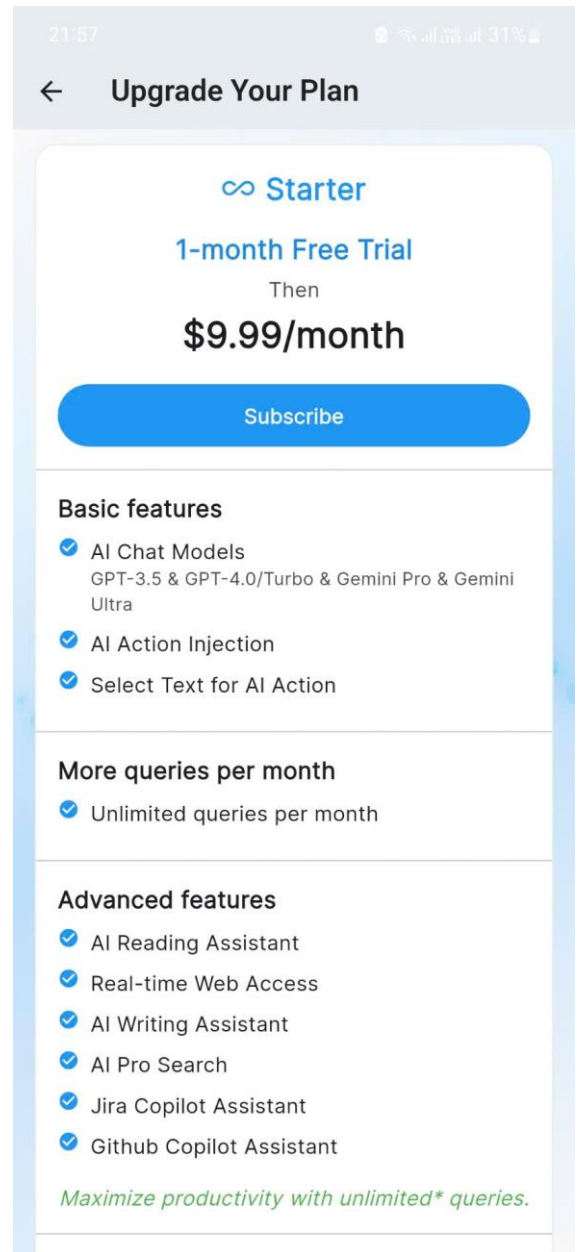 21:57
31%
Upgrade Your Plan
Starter
1-month Free Trial
Then
$9.99/month
Subscribe
Basic features
AI Chat Models
GPT-3.5 & GPT-4.0/Turbo & Gemini Pro & Gemini
Ultra
AI Action Injection
Select Text for AI Action
More queries per month
Unlimited queries per month
Advanced features
AI Reading Assistant
Real-time Web Access
AI Writing Assistant
AI Pro Search
Jira Copilot Assistant
Github Copilot Assistant
Maximize productivity with unlimited* queries.